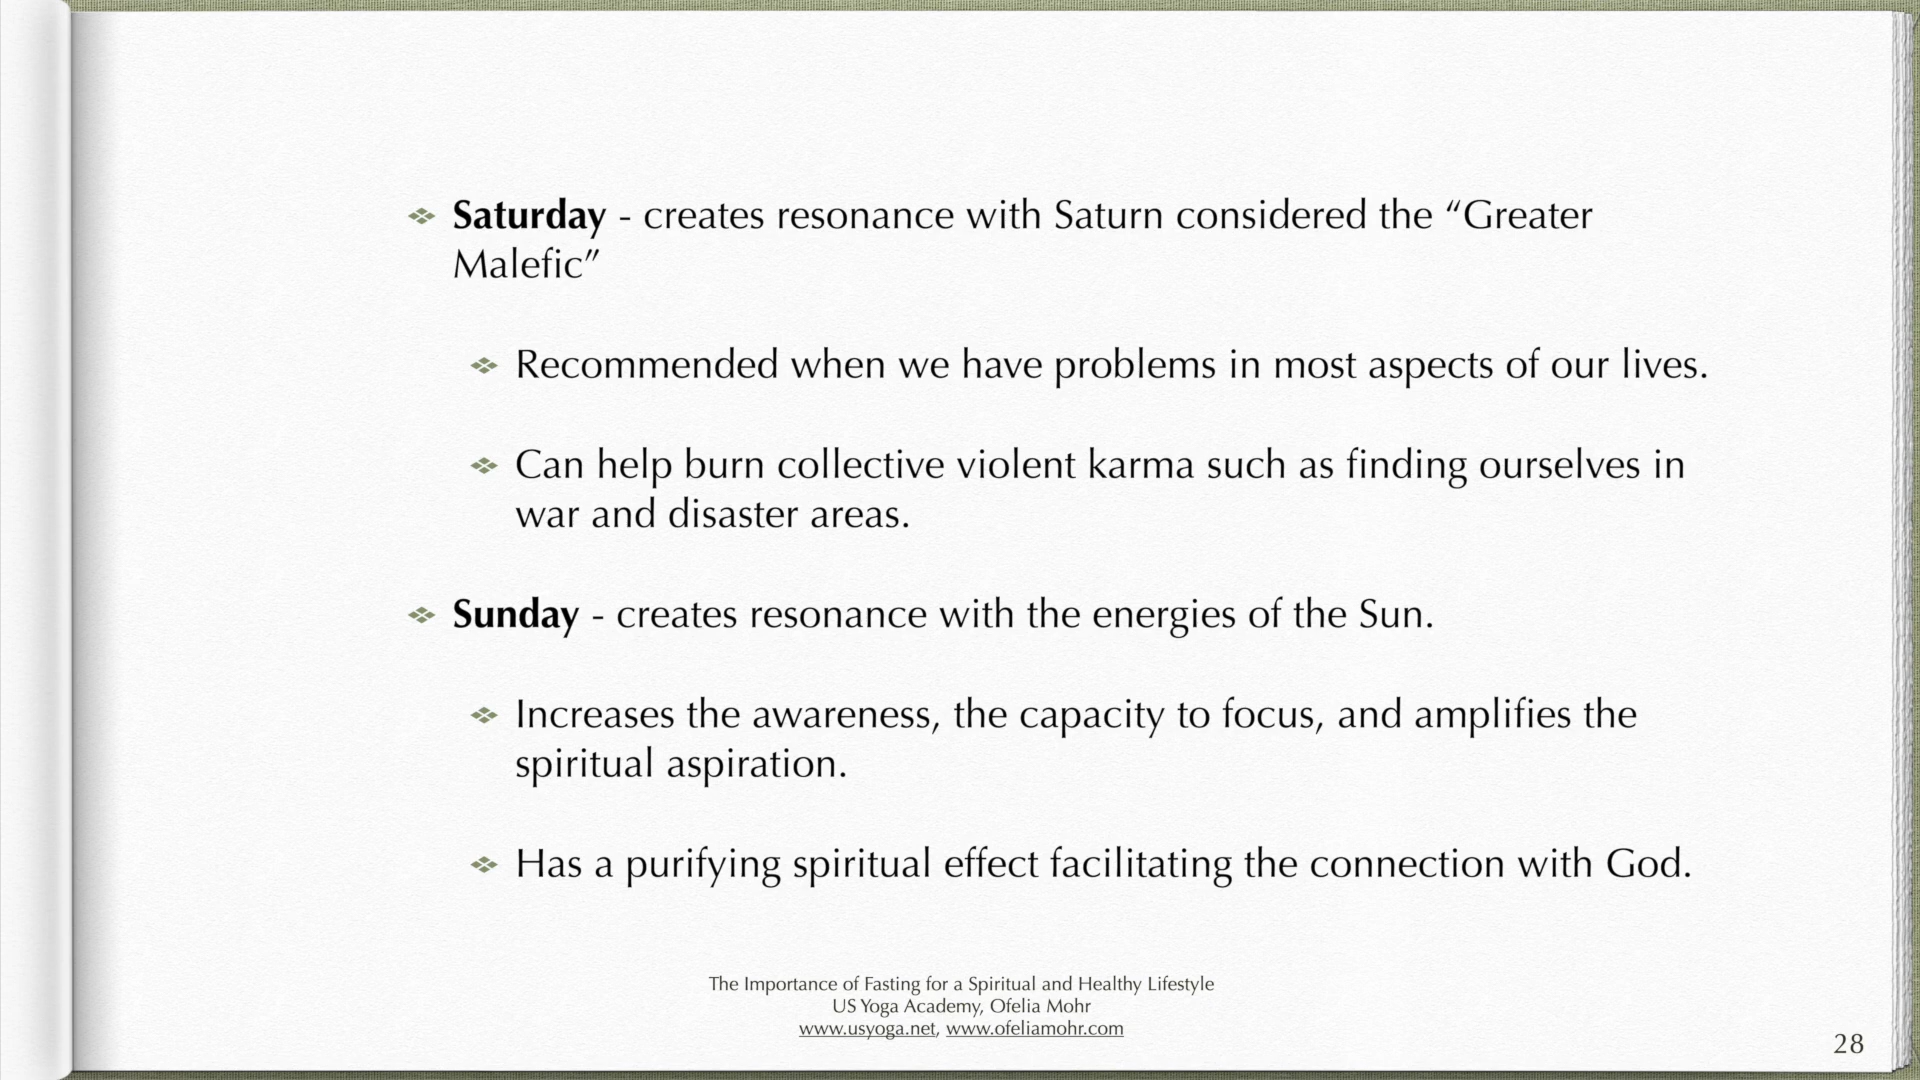 Saturday - creates resonance with Saturn considered the “Greater
Malefic”
Recommended when we have problems in most aspects of our lives.
Can help burn collective violent karma such as finding ourselves in
war and disaster areas.
Sunday - creates resonance with the energies of the Sun.
Increases the awareness, the capacity to focus, and amplifies the
spiritual aspiration.
Has a purifying spiritual effect facilitating the connection with God.
The Importance of Fasting for a Spiritual and Healthy Lifestyle
US Yoga Academy, Ofelia Mohr
www.usyoga.net, www.ofeliamohr.com
28